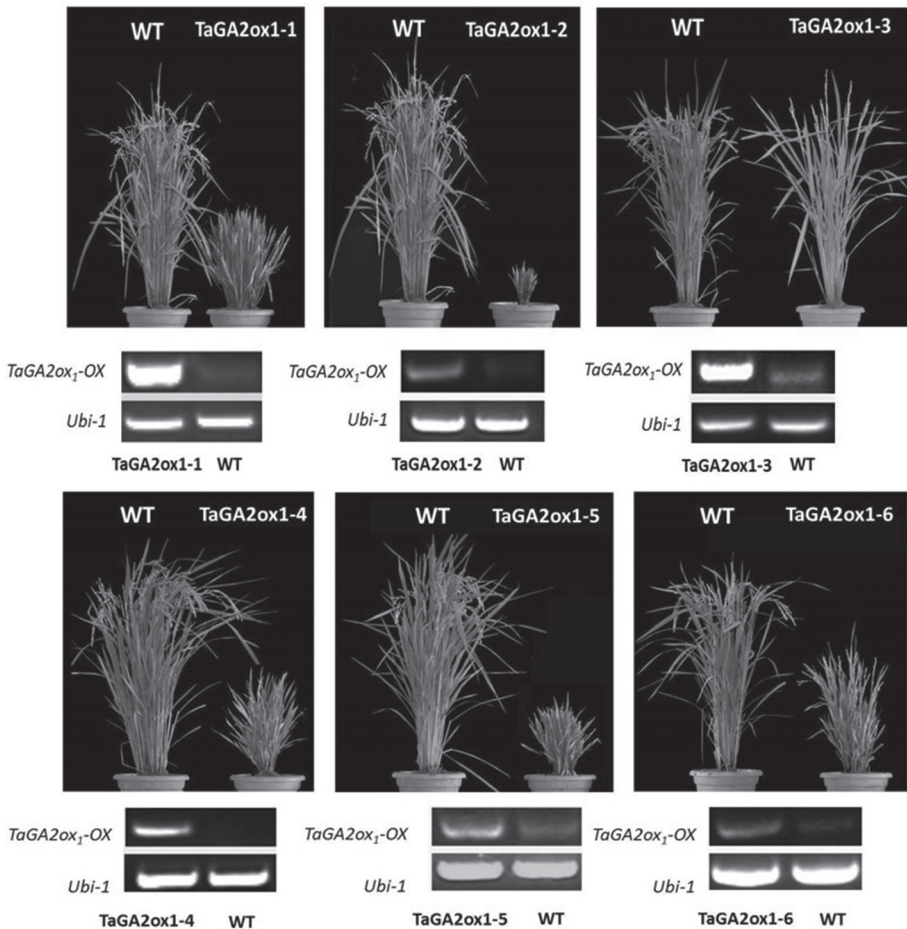 WT TaGA2ox1-1
WT TaGA2ox1-2
WT TaGA2ox1-3
TaGA2ox₁-OX
Ubi-1
TaGA2ox1-1 WT
TaGA2ox₁-OX
Ubi-1
TaGA2ox1-2 WT
TaGA2ox₁-OX
Ubi-1
TaGA2ox1-3 WT
WT TaGA2ox1-4
WT TaGA2ox1-5
WT TaGA2ox1-6
TaGA2ox₁-OX
Ubi-1
TaGA2ox1-4 WT
TaGA2ox₁-OX
Ubi-1
TaGA2ox1-5 WT
TaGA2ox₁-OX
Ubi-1
TaGA2ox1-6 WT